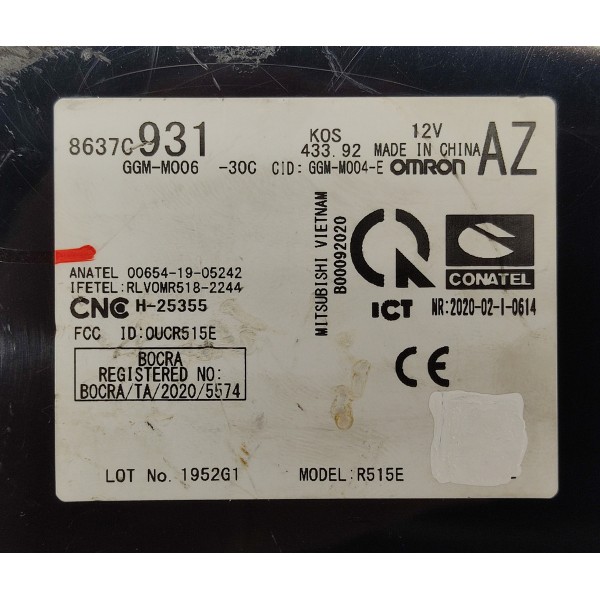 8637C931
KOS
12V
GGM-M006 -30C
433.92 MADE IN CHINA
CID: GGM-M004-E OMRON
AZ
ANATEL 00654-19-05242
IFETEL:RLVOMR518-2244
CNC H-25355
FCC ID:OUCR515E
BOCRA
REGISTERED NO:
BOCRA/TA/2020/5574
MITSUBISHI VIETNAM
B00092020
ICT
CONATEL
NR:2020-02-I-0614
CE
LOT No. 1952G1
MODEL:R515E